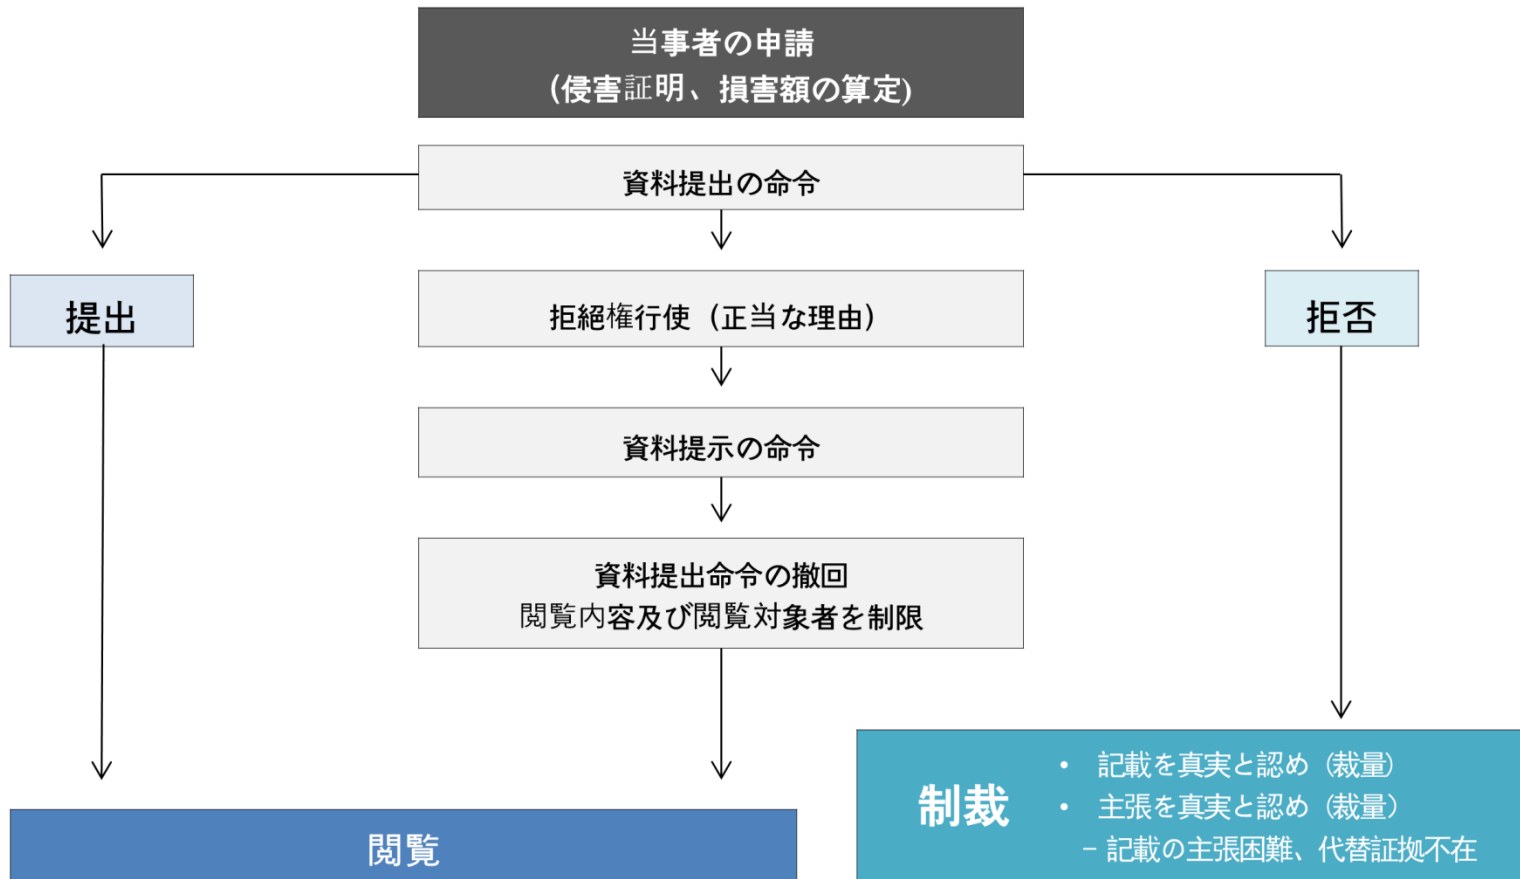 当事者の申請
(侵害証明、損害額の算定)
資料提出の命令
提出
拒絕権行使（正当な理由）
拒否
資料提示の命令
資料提出命令の撤回
閲覧内容及び閲覧対象者を制限
閲覧
制裁
• 記載を真実と認め（裁量）
• 主張を真実と認め（裁量）
– 記載の主張困難、代替証拠不在